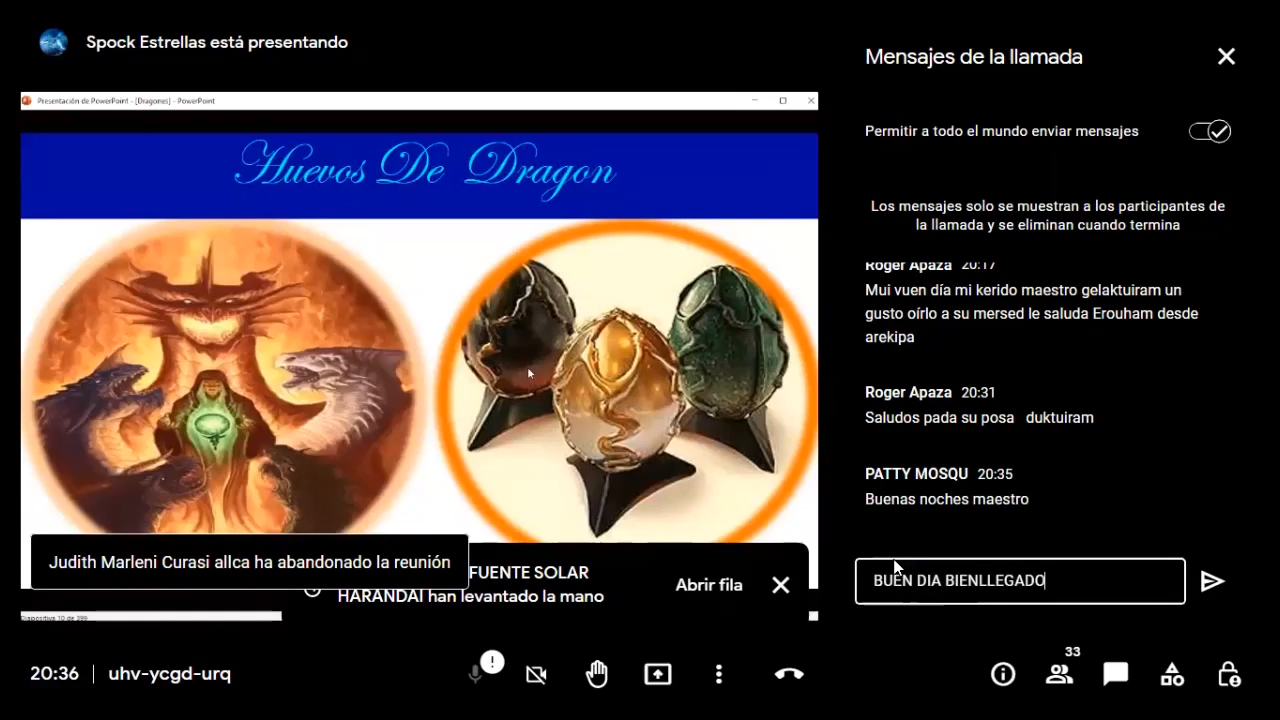 Spock Estrellas está presentando
Presentación de PowerPoint - [Dragones] - PowerPoint
Huevos De Dragon
Judith Marleni Curasi allca ha abandonado la reunión
FUENTE SOLAR
HARANDAI han levantado la mano
Abrir fila
Diapositiva 10 de 399
20:36
uhv-ycgd-urq
Mensajes de la llamada
Permitir a todo el mundo enviar mensajes
Los mensajes solo se muestran a los participantes de
la llamada y se eliminan cuando termina
Roger Apaza 20:17
Mui vuen día mi kerido maestro gelaktuiram un
gusto oírlo a su mersed le saluda Erouham desde
arekipa
Roger Apaza 20:31
Saludos pada su posa duktuiram
PATTY MOSQU 20:35
Buenas noches maestro
BUEN DIA BIENLLEGADO
33